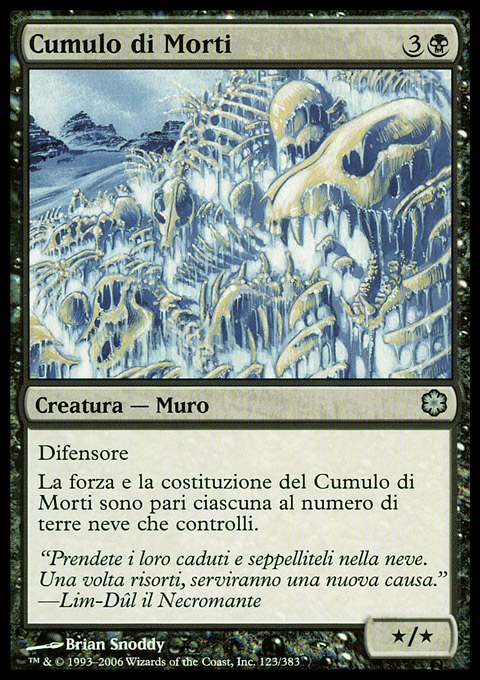 Cumulo di Morti 3
Creatura — Muro
Difensore
La forza e la costituzione del Cumulo di
Morti sono pari ciascuna al numero di
terre neve che controlli.
“Prendete i loro caduti e seppelliteli nella neve.
Una volta risorti, serviranno una nuova causa.”
—Lim-Dûl il Necromante
★/★
Brian Snoddy
™ & © 1993–2006 Wizards of the Coast, Inc. 123/383